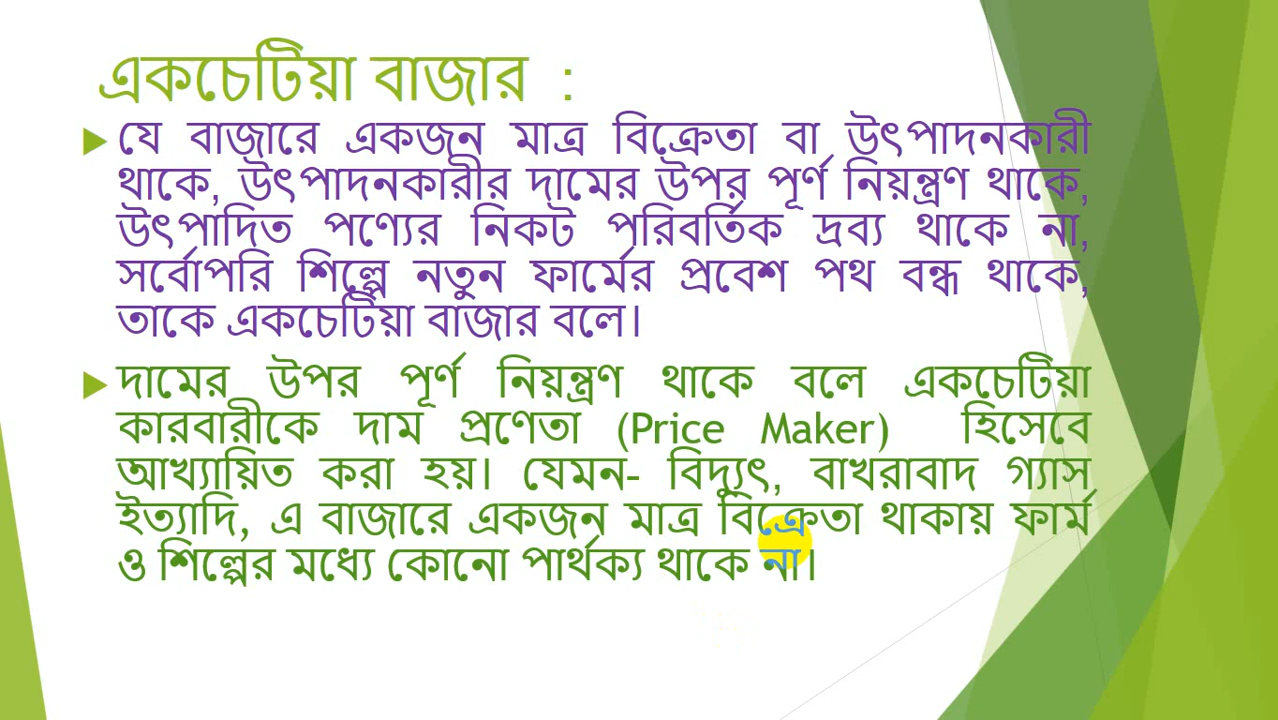 একচেটিয়া বাজার :
যে বাজারে একজন মাত্র বিক্রেতা বা উৎপাদনকারী
থাকে, উৎপাদনকারীর দামের উপর পূর্ণ নিয়ন্ত্রণ থাকে,
উৎপাদিত পণ্যের নিকট পরিবর্তিক দ্রব্য থাকে না,
সর্বোপরি শিল্পে নতুন ফার্মের প্রবেশ পথ বন্ধ থাকে,
তাকে একচেটিয়া বাজার বলে।
দামের উপর পূর্ণ নিয়ন্ত্রণ থাকে বলে একচেটিয়া
কারবারীকে দাম প্রণেতা (Price Maker) হিসেবে
আখ্যায়িত করা হয়। যেমন- বিদ্যুৎ, বাখরাবাদ গ্যাস
ইত্যাদি, এ বাজারে একজন মাত্র বিক্রেতা থাকায় ফার্ম
ও শিল্পের মধ্যে কোনো পার্থক্য থাকে না।